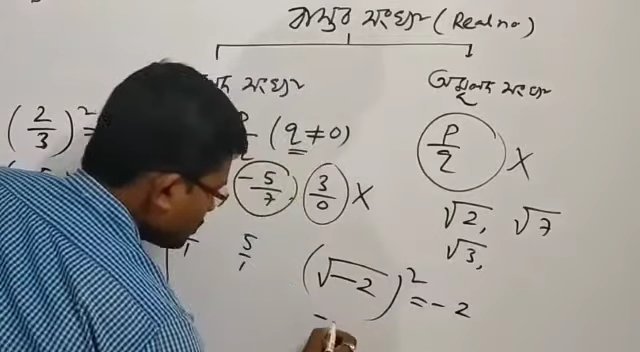 বাস্তব সংখ্যা (Real no)
সংখ্যা অমূলদ সংখ্যা
(2/3)² =
(q ≠ 0) p/q X
-5/7, 3/0 X
√2, √7
5/1 √3,
(√-2)² = -2